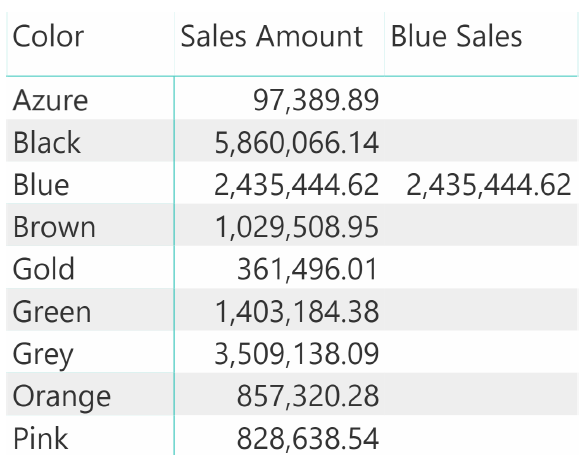 Color Sales Amount Blue Sales
Azure 97,389.89
Black 5,860,066.14
Blue 2,435,444.62 2,435,444.62
Brown 1,029,508.95
Gold 361,496.01
Green 1,403,184.38
Grey 3,509,138.09
Orange 857,320.28
Pink 828,638.54